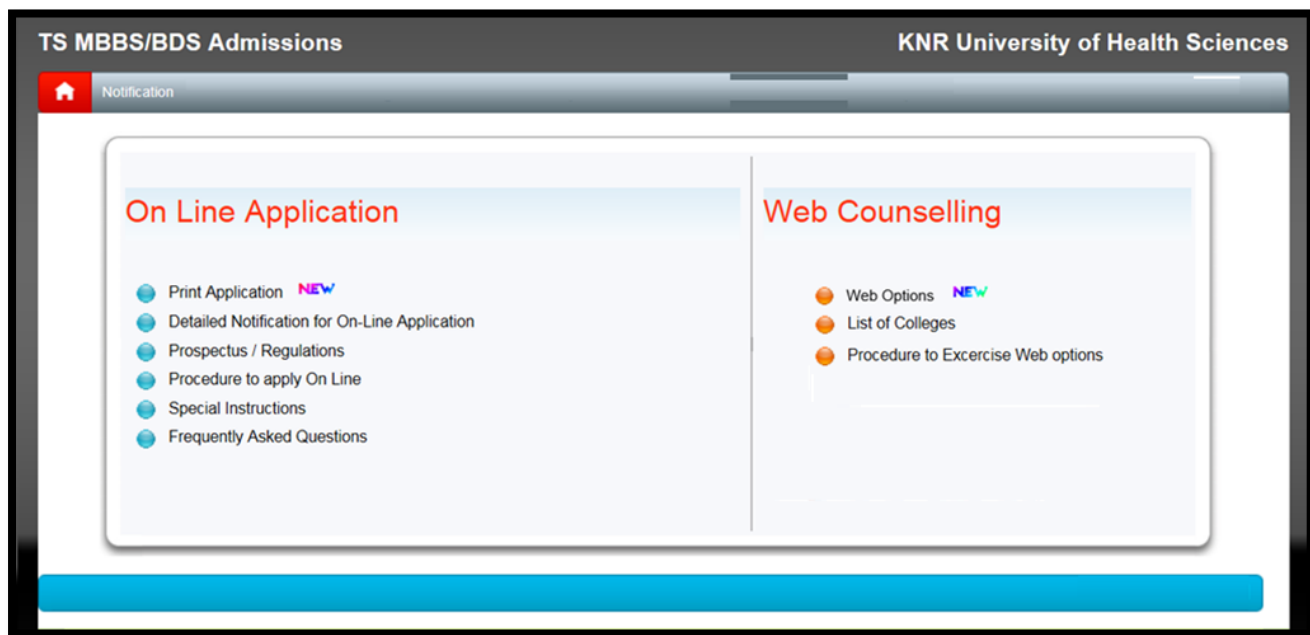 TS MBBS/BDS Admissions
KNR University of Health Sciences
Notification
On Line Application
Print Application NEW
Detailed Notification for On-Line Application
Prospectus / Regulations
Procedure to apply On Line
Special Instructions
Frequently Asked Questions
Web Counselling
Web Options NEW
List of Colleges
Procedure to Excercise Web options